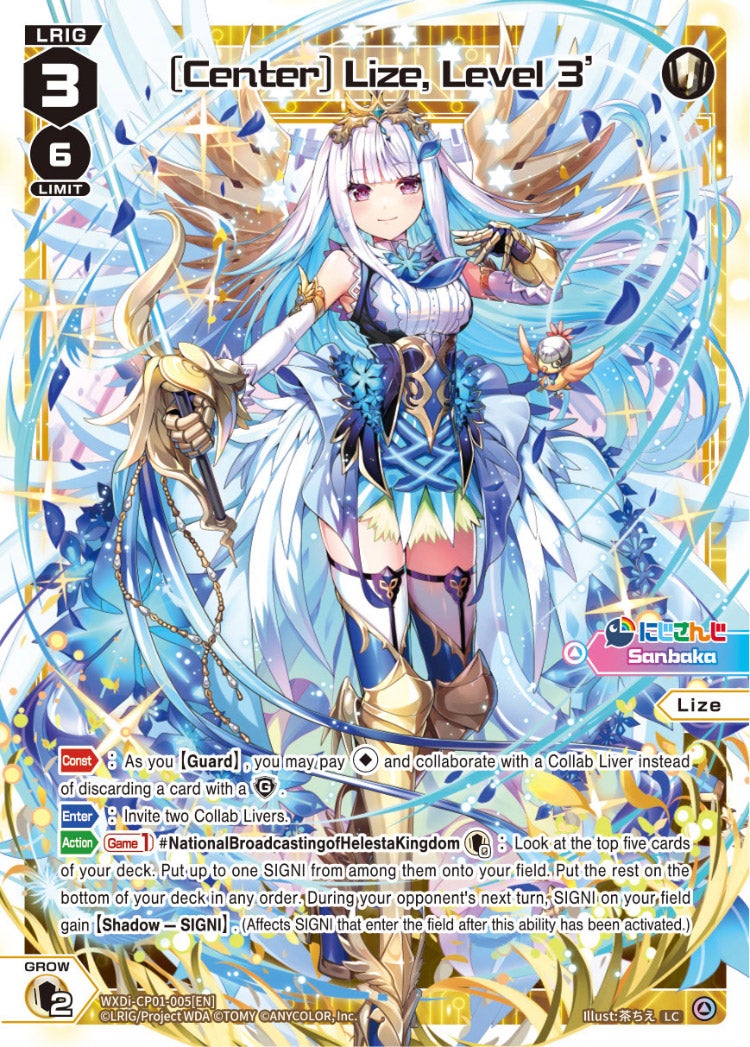 LRIG
3
6
LIMIT
[Center] Lize, Level 3'
にじさんじ
Sanbaka
Lize
Const : As you 【Guard】, you may pay and collaborate with a Collab Liver instead
of discarding a card with a G.
Enter : Invite two Collab Livers.
Action Game 1 #NationalBroadcastingofHelestaKingdom 0 : Look at the top five cards
of your deck. Put up to one SIGNI from among them onto your field. Put the rest on the
bottom of your deck in any order. During your opponent's next turn, SIGNI on your field
gain 【Shadow — SIGNI】. (Affects SIGNI that enter the field after this ability has been activated.)
GROW
2
WXDi-CP01-005[EN]
©LRIG/Project WDA ©TOMY ©ANYCOLOR, Inc.
Illust:茶ちえ LC